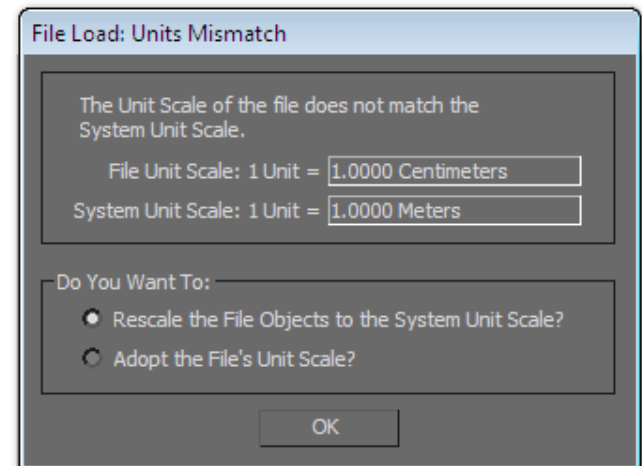 File Load: Units Mismatch
The Unit Scale of the file does not match the
System Unit Scale.
File Unit Scale: 1 Unit = 1.0000 Centimeters
System Unit Scale: 1 Unit = 1.0000 Meters
Do You Want To:
Rescale the File Objects to the System Unit Scale?
Adopt the File's Unit Scale?
OK